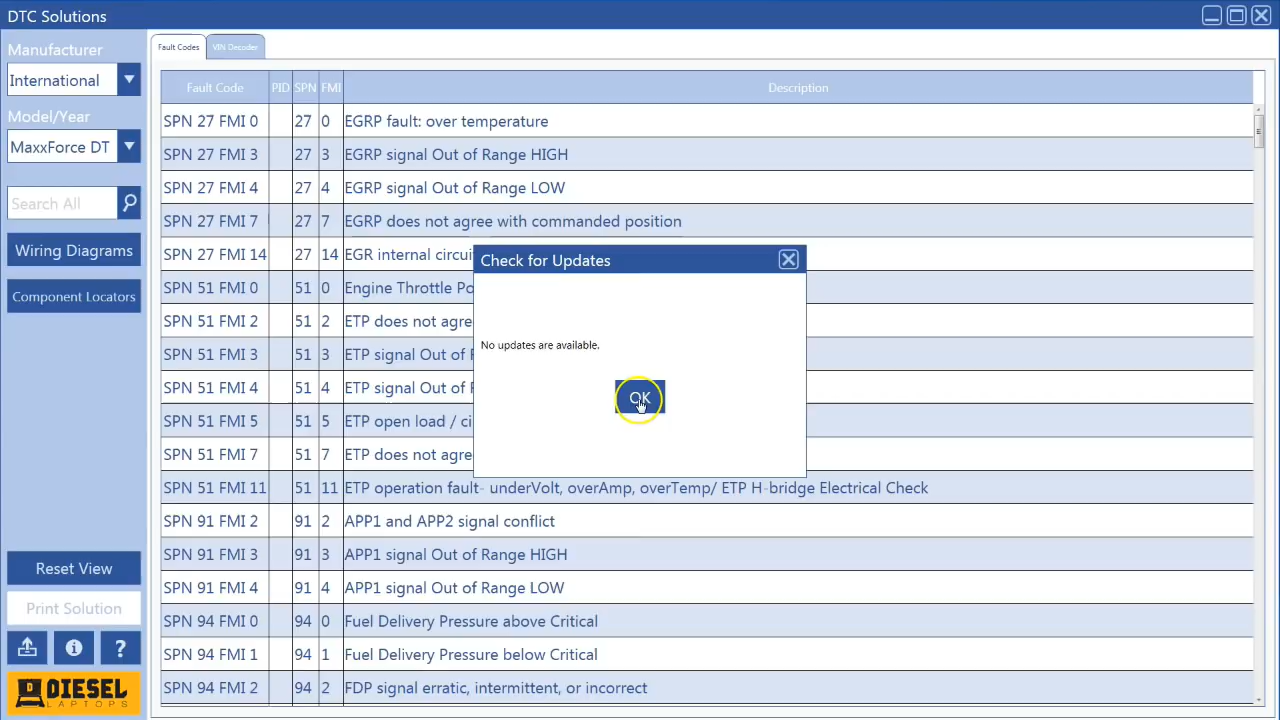 DTC Solutions
Manufacturer
International
Model/Year
MaxxForce DT
Search All
Wiring Diagrams
Component Locators
Reset View
Print Solution
?
DIESEL
LAPTOPS
Fault Codes VIN Decoder
Fault Code PID SPN FMI Description
SPN 27 FMI 0 27 0 EGRP fault: over temperature
SPN 27 FMI 3 27 3 EGRP signal Out of Range HIGH
SPN 27 FMI 4 27 4 EGRP signal Out of Range LOW
SPN 27 FMI 7 27 7 EGRP does not agree with commanded position
SPN 27 FMI 14 27 14 EGR internal circui
SPN 51 FMI 0 51 0 Engine Throttle Po
SPN 51 FMI 2 51 2 ETP does not agre
SPN 51 FMI 3 51 3 ETP signal Out of
SPN 51 FMI 4 51 4 ETP signal Out of
SPN 51 FMI 5 51 5 ETP open load / ci
SPN 51 FMI 7 51 7 ETP does not agre
SPN 51 FMI 11 51 11 ETP operation fault- underVolt, overAmp, overTemp/ ETP H-bridge Electrical Check
SPN 91 FMI 2 91 2 APP1 and APP2 signal conflict
SPN 91 FMI 3 91 3 APP1 signal Out of Range HIGH
SPN 91 FMI 4 91 4 APP1 signal Out of Range LOW
SPN 94 FMI 0 94 0 Fuel Delivery Pressure above Critical
SPN 94 FMI 1 94 1 Fuel Delivery Pressure below Critical
SPN 94 FMI 2 94 2 FDP signal erratic, intermittent, or incorrect
Check for Updates
No updates are available.
OK